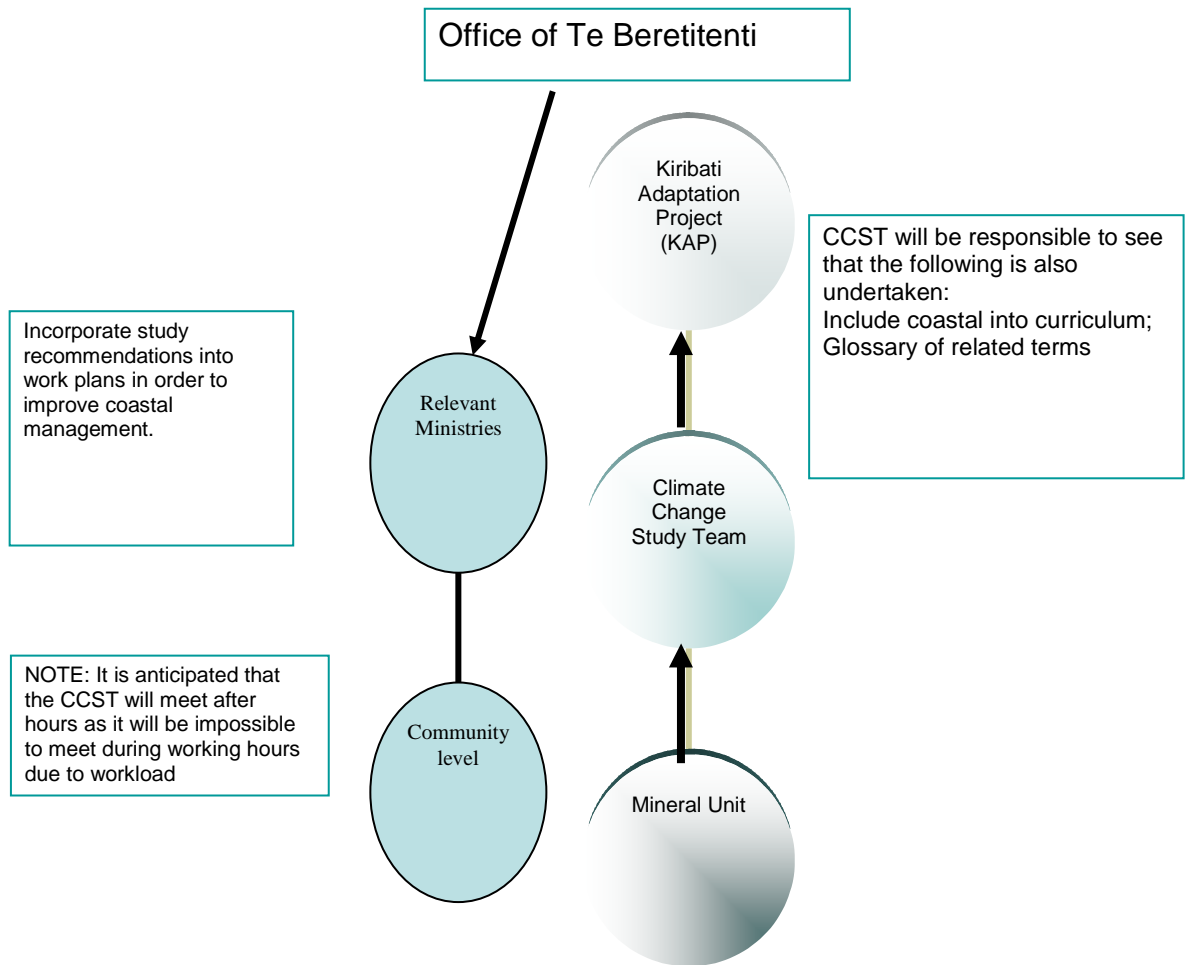 Office of Te Beretitenti
Kiribati
Adaptation
Project
(KAP)
CCST will be responsible to see
that the following is also
undertaken:
Include coastal into curriculum;
Glossary of related terms
Incorporate study
recommendations into
work plans in order to
improve coastal
management.
Relevant
Ministries
Climate
Change
Study Team
NOTE: It is anticipated that
the CCST will meet after
hours as it will be impossible
to meet during working hours
due to workload
Community
level
Mineral Unit